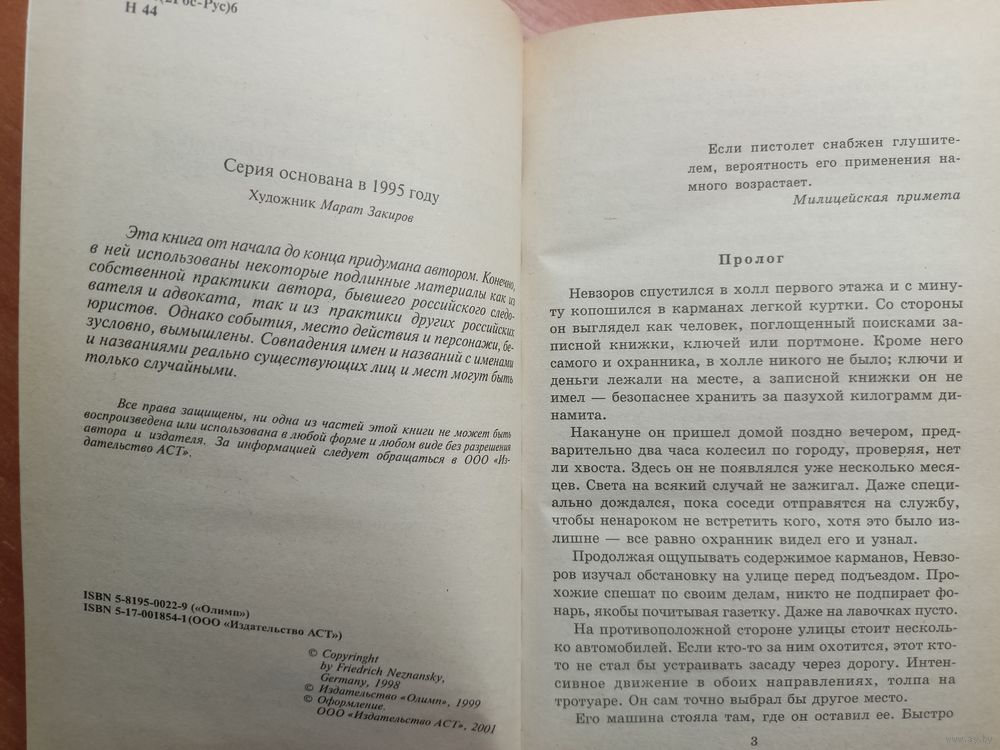 (2Рос-Рус)6
Н 44
Серия основана в 1995 году
Художник Марат Закиров
Эта книга от начала до конца придумана автором. Конечно,
в ней использованы некоторые подлинные материалы как из
собственной практики автора, бывшего российского следо-
вателя и адвоката, так и из практики других российских
юристов. Однако события, место действия и персонажи, бе-
зусловно, вымышлены. Совпадения имен и названий с именами
и названиями реально существующих лиц и мест могут быть
только случайными.
Все права защищены, ни одна из частей этой книги не может быть
воспроизведена или использована в любой форме и любом виде без разрешения
автора и издателя. За информацией следует обращаться в ООО «Из-
дательство АСТ».
ISBN 5-8195-0022-9 («Олимп»)
ISBN 5-17-001854-1(ООО «Издательство АСТ»)
© Copyringht
by Friedrich Neznansky,
Germany, 1998
© Издательство «Олимп», 1999
© Оформление.
ООО «Издательство АСТ», 2001
Если пистолет снабжен глушите-
лем, вероятность его применения на-
много возрастает.
Милицейская примета
Пролог
Невзоров спустился в холл первого этажа и с мину-
ту копошился в карманах легкой куртки. Со стороны
он выглядел как человек, поглощенный поисками за-
писной книжки, ключей или портмоне. Кроме него
самого и охранника, в холле никого не было; ключи и
деньги лежали на месте, а записной книжки он не
имел — безопаснее хранить за пазухой килограмм ди-
намита.
Накануне он пришел домой поздно вечером, пред-
варительно два часа колесил по городу, проверяя, нет
ли хвоста. Здесь он не появлялся уже несколько меся-
цев. Света на всякий случай не зажигал. Даже специ-
ально дождался, пока соседи отправятся на службу,
чтобы ненароком не встретить кого, хотя это было из-
лишне — все равно охранник видел его и узнал.
Продолжая ощупывать содержимое карманов, Невзо-
ров изучал обстановку на улице перед подъездом. Про-
хожие спешат по своим делам, никто не подпирает фо-
нарь, якобы почитывая газетку. Даже на лавочках пусто.
На противоположной стороне улицы стоит несколь-
ко автомобилей. Если кто-то за ним охотится, этот кто-
то не стал бы устраивать засаду через дорогу. Интен-
сивное движение в обоих направлениях, толпа на
тротуаре. Он сам точно выбрал бы другое место.
Его машина стояла там, где он оставил ее. Быстро
3
www.ay.by